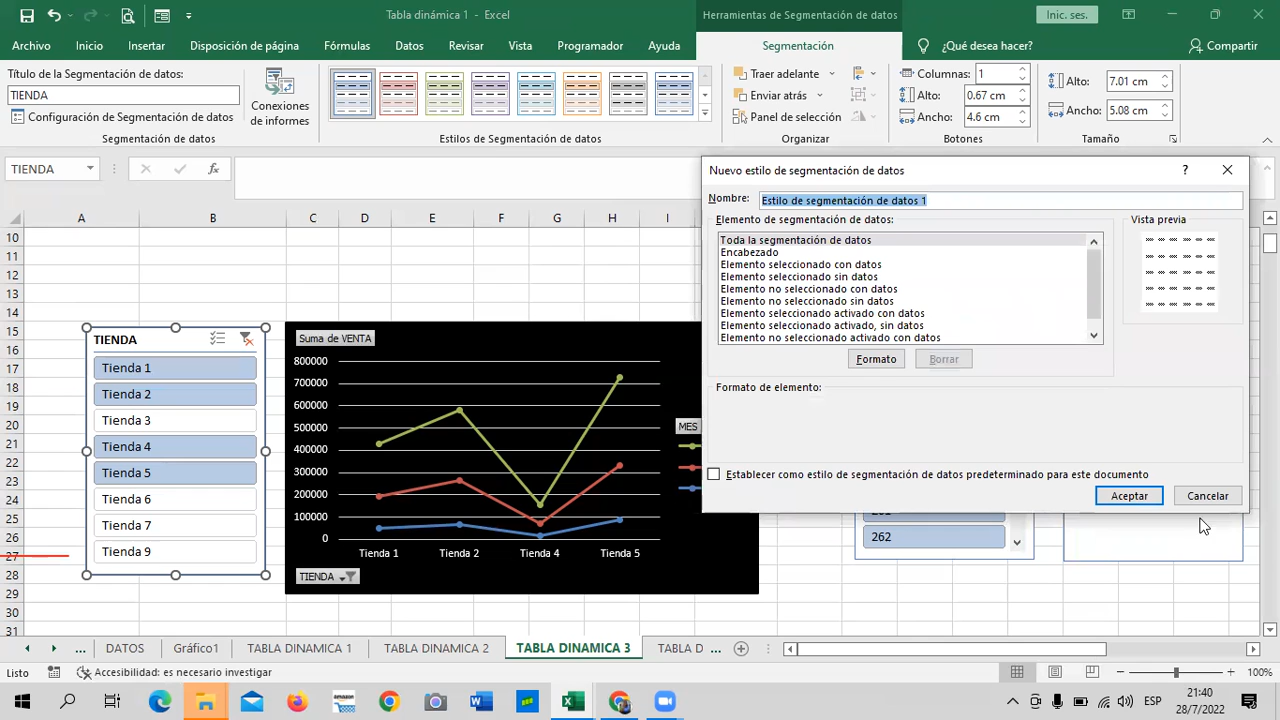 Tabla dinámica 1 - Excel
Herramientas de Segmentación de datos
Inic. ses.
Archivo
Inicio
Insertar
Disposición de página
Fórmulas
Datos
Revisar
Vista
Programador
Ayuda
Segmentación
¿Qué desea hacer?
Compartir
Título de la Segmentación de datos:
TIENDA
Configuración de Segmentación de datos
Segmentación de datos
Conexiones
de informes
Estilos de Segmentación de datos
Traer adelante
Enviar atrás
Panel de selección
Organizar
Columnas: 1
Alto: 0.67 cm
Ancho: 4.6 cm
Botones
Alto: 7.01 cm
Ancho: 5.08 cm
Tamaño
TIENDA
fx
A B C D E F G H I
10
11
12
13
14
15
16
17
18
19
20
21
22
23
24
25
26
27
28
29
30
31
TIENDA
Tienda 1
Tienda 2
Tienda 3
Tienda 4
Tienda 5
Tienda 6
Tienda 7
Tienda 9
Suma de VENTA
800000
700000
600000
500000
400000
300000
200000
100000
0
Tienda 1 Tienda 2 Tienda 4 Tienda 5
TIENDA
MES
Nuevo estilo de segmentación de datos
?
Nombre: Estilo de segmentación de datos 1
Elemento de segmentación de datos:
Toda la segmentación de datos
Encabezado
Elemento seleccionado con datos
Elemento seleccionado sin datos
Elemento no seleccionado con datos
Elemento no seleccionado sin datos
Elemento seleccionado activado con datos
Elemento seleccionado activado, sin datos
Elemento no seleccionado activado con datos
Vista previa
Formato
Borrar
Formato de elemento:
Establecer como estilo de segmentación de datos predeterminado para este documento
Aceptar
Cancelar
262
...
DATOS
Gráfico1
TABLA DINAMICA 1
TABLA DINAMICA 2
TABLA DINAMICA 3
TABLA D ...
Listo
Accesibilidad: es necesario investigar
100%
ESP
21:40
28/7/2022